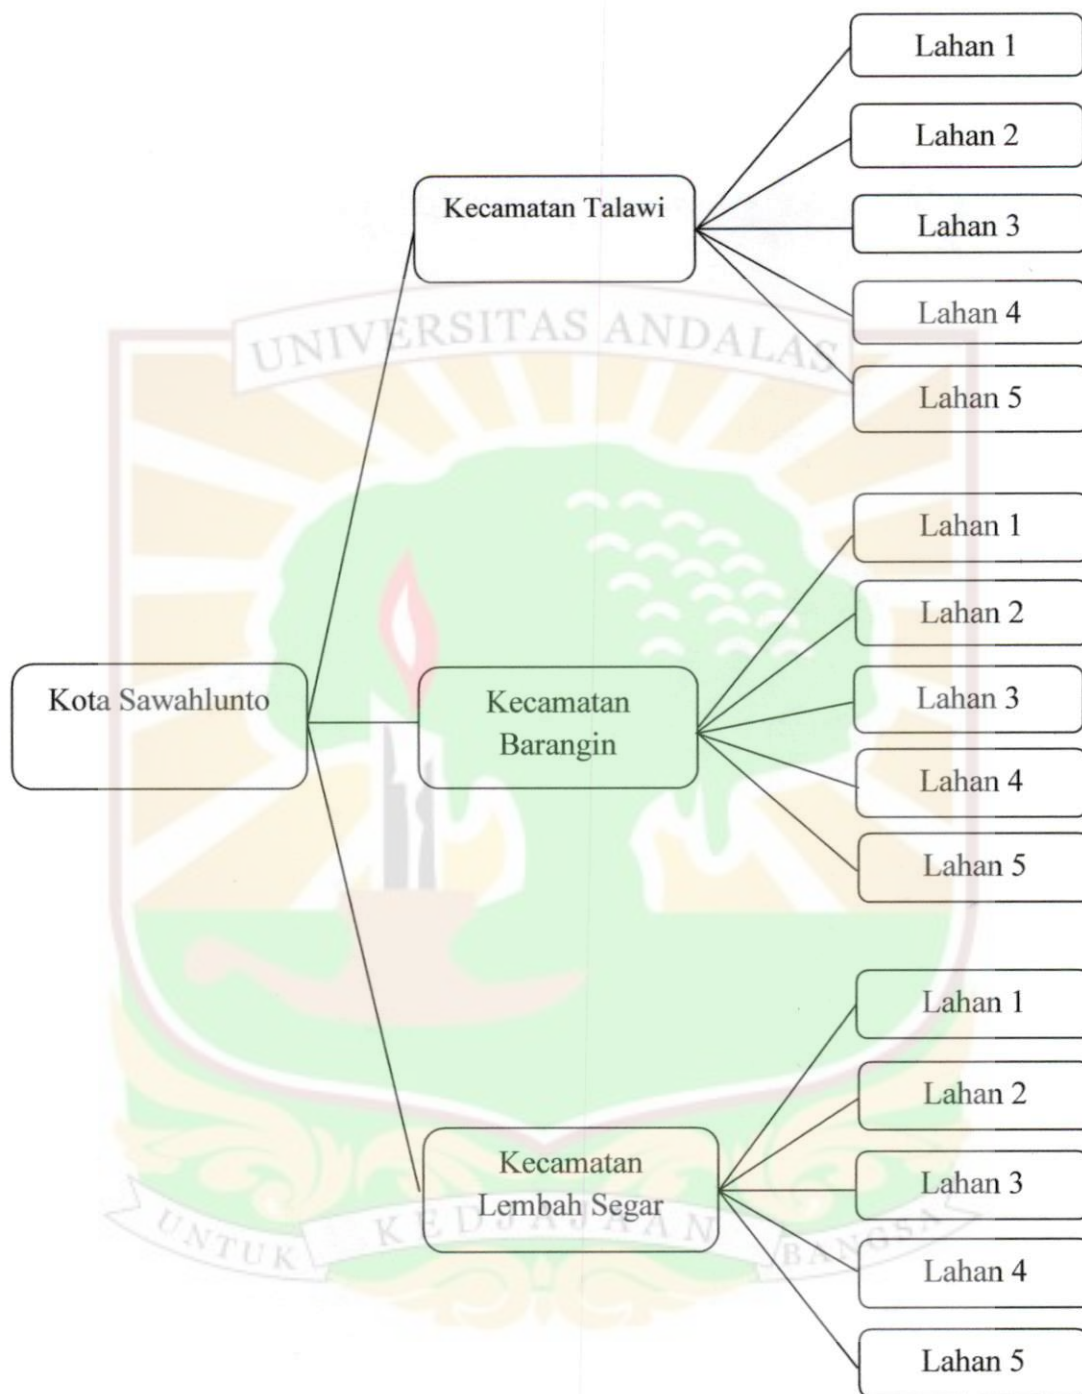 Lahan 1
Lahan 2
Kecamatan Talawi
Lahan 3
Lahan 4
Lahan 5
UNIVERSITAS ANDALAS
Lahan 1
Lahan 2
Kota Sawahlunto
Kecamatan
Barangin
Lahan 3
Lahan 4
Lahan 5
Lahan 1
Lahan 2
Kecamatan
Lembah Segar
Lahan 3
Lahan 4
Lahan 5
UNTUK KEDJAJAAN BANGSA